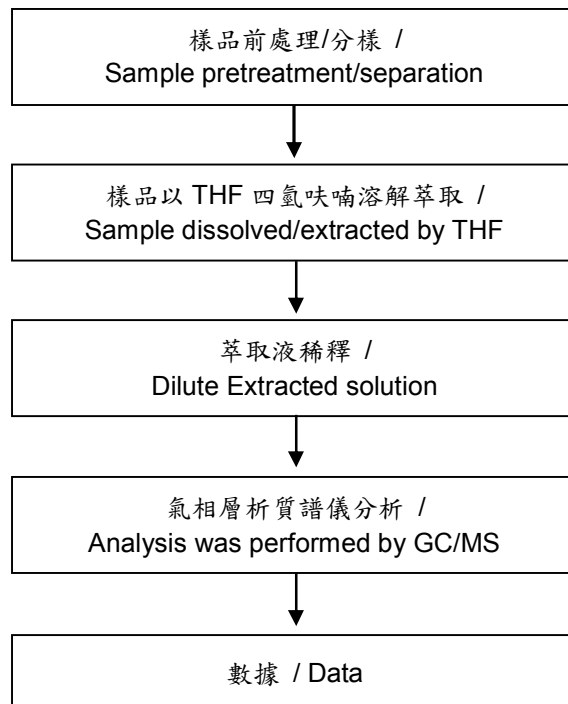 樣品前處理/分樣 /
Sample pretreatment/separation
樣品以 THF 四氫呋喃溶解萃取 /
Sample dissolved/extracted by THF
萃取液稀釋 /
Dilute Extracted solution
氣相層析質譜儀分析 /
Analysis was performed by GC/MS
數據 / Data